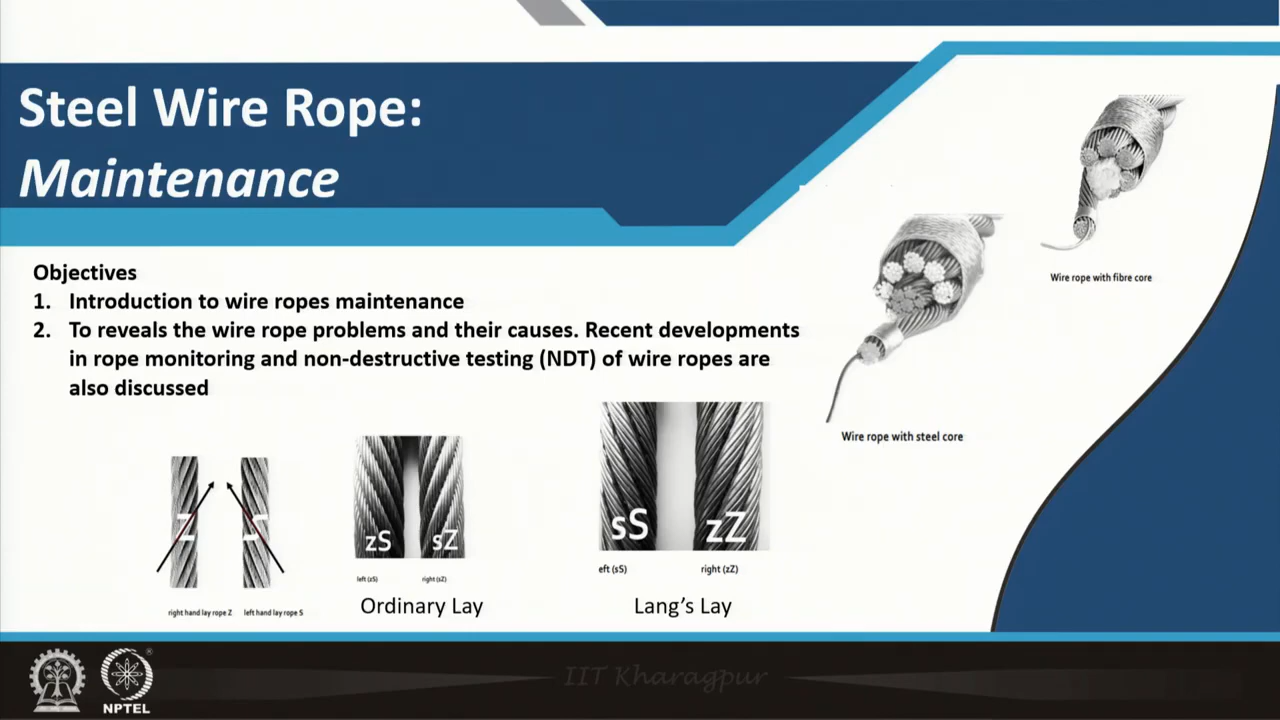 Steel Wire Rope:
Maintenance
Objectives
1. Introduction to wire ropes maintenance
2. To reveals the wire rope problems and their causes. Recent developments
in rope monitoring and non-destructive testing (NDT) of wire ropes are
also discussed
Wire rope with fibre core
Wire rope with steel core
Z
S
right hand lay rope Z
left hand lay rope S
zS
sZ
left (zS)
right (sZ)
Ordinary Lay
sS
zZ
eft (sS)
right (zZ)
Lang's Lay
NPTEL
IIT Kharagpur